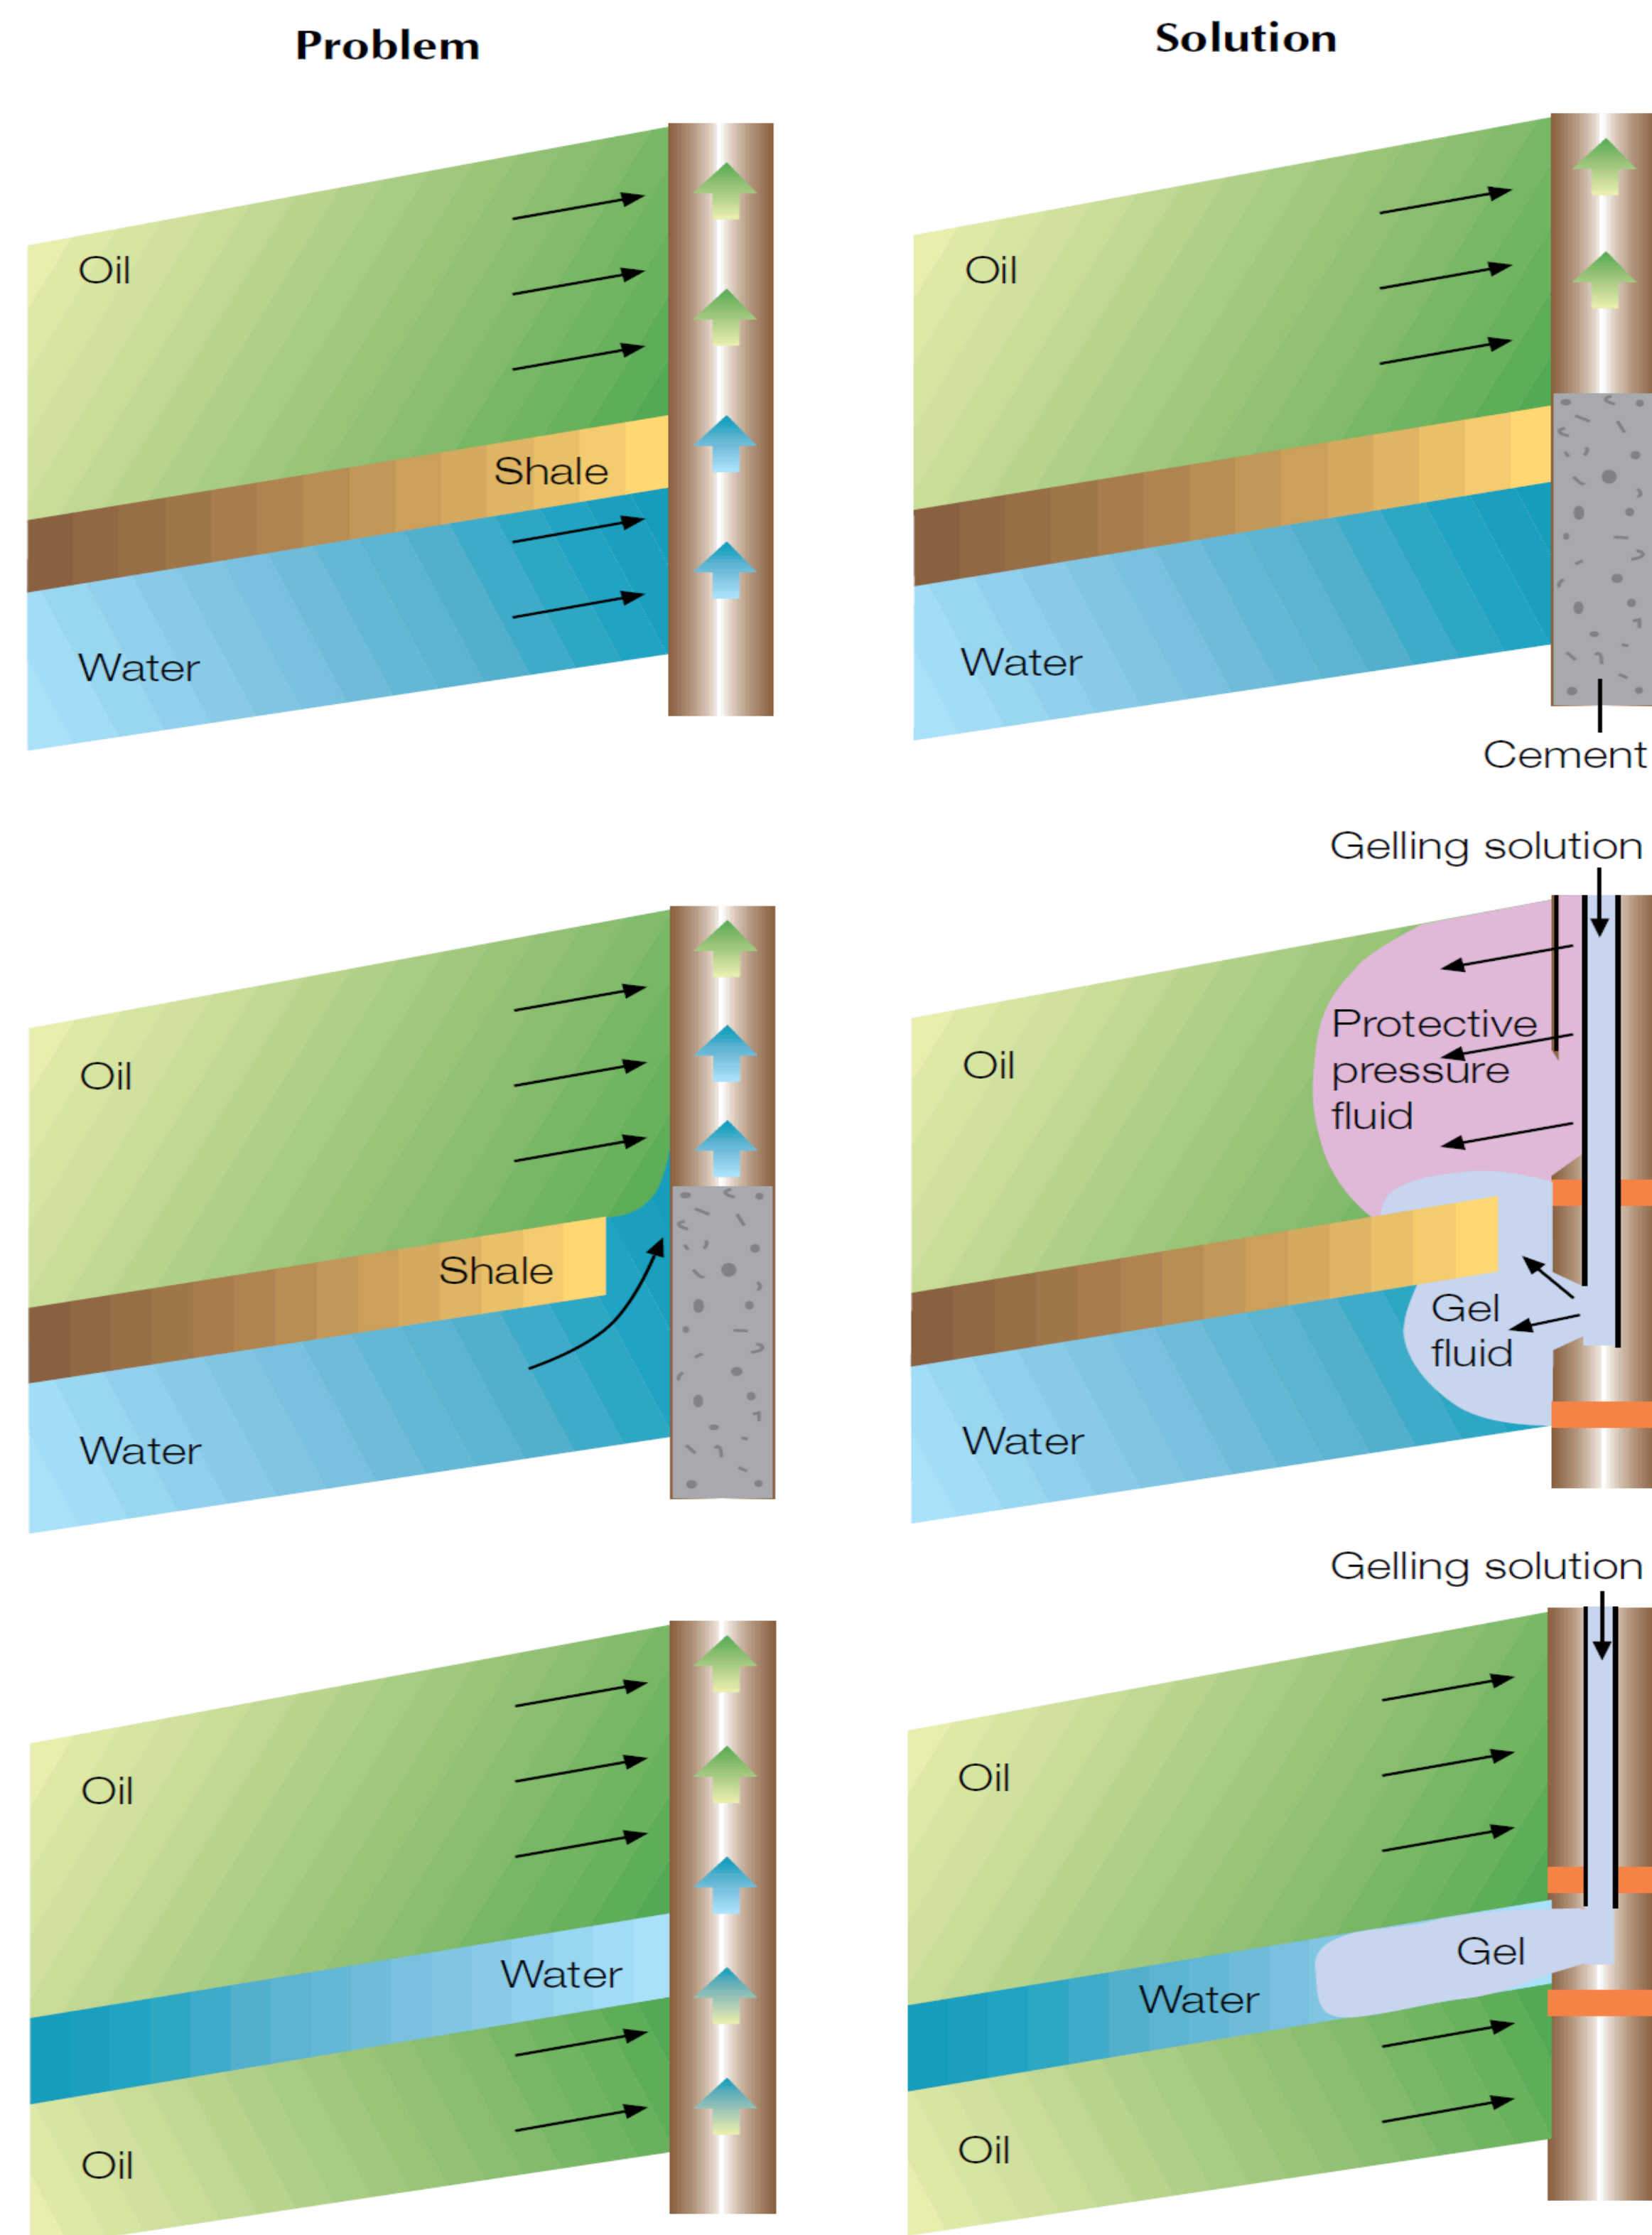 Problem
Solution
Oil
Shale
Water
Oil
Water
Cement
Oil
Shale
Water
Gelling solution
Oil
Protective
pressure
fluid
Gel
fluid
Water
Oil
Water
Oil
Gelling solution
Oil
Gel
Water
Oil